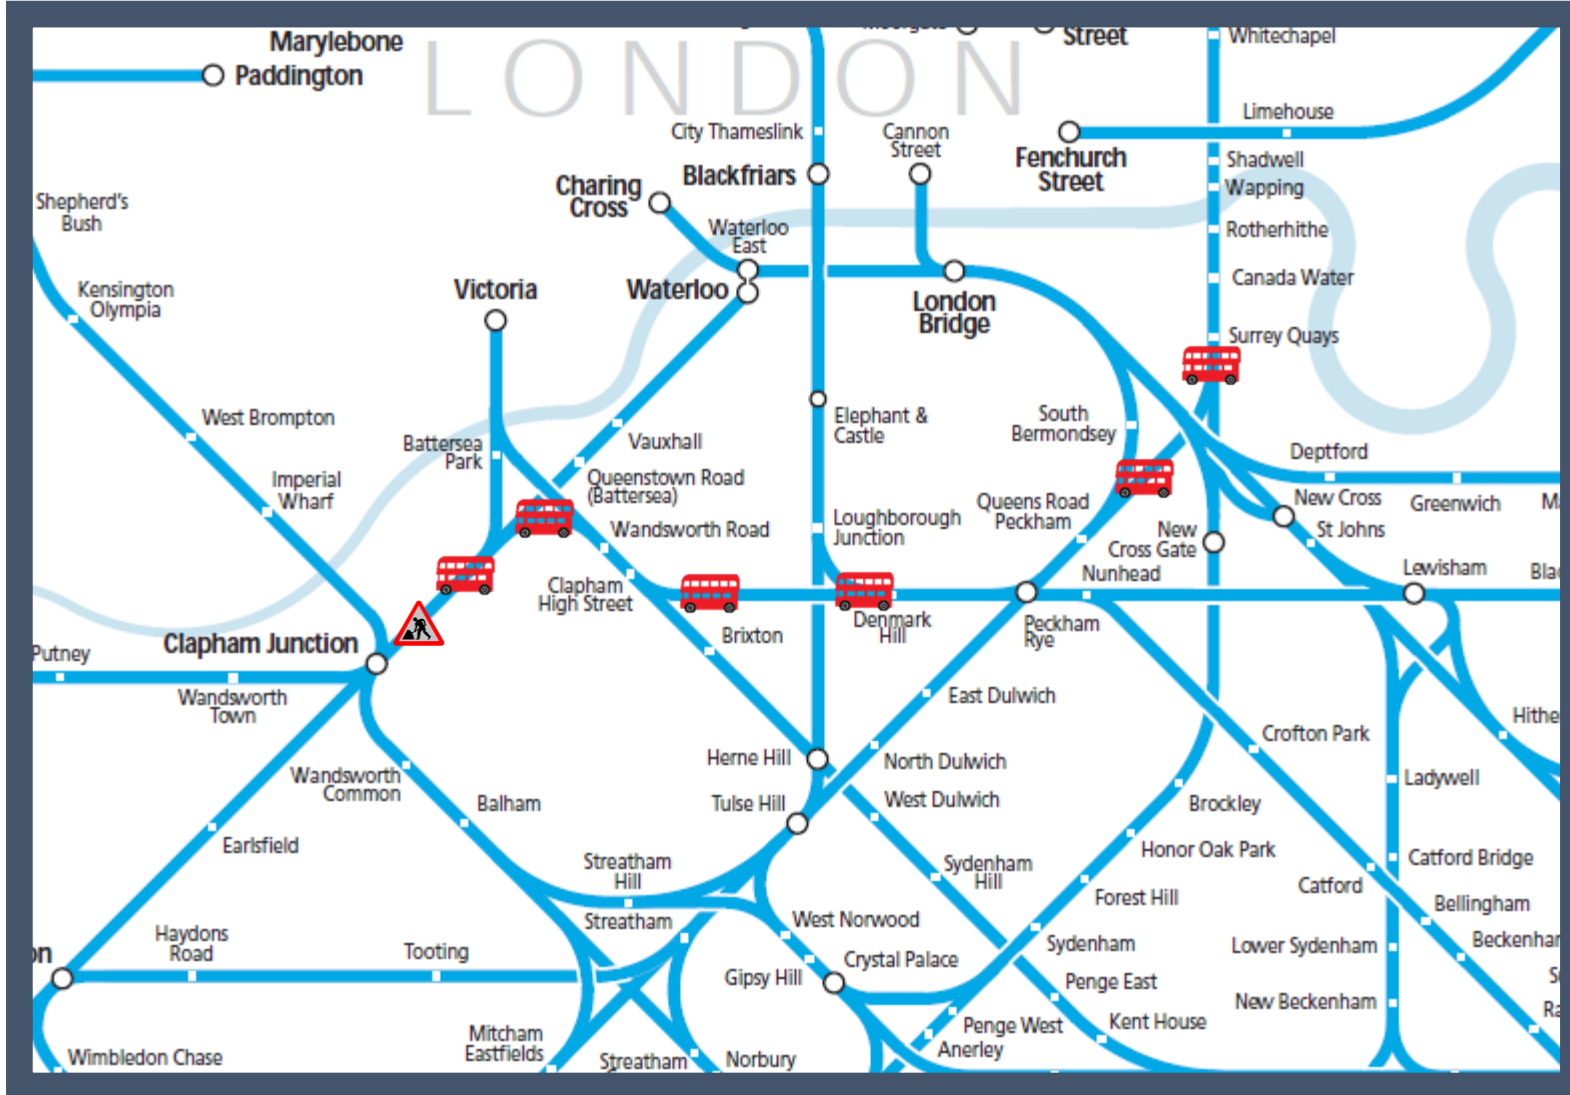 Marylebone
Paddington
LONDON
Street
Whitechapel
Limehouse
City Thameslink
Cannon
Street
Fenchurch
Street
Shadwell
Wapping
Blackfriars
Charing
Cross
Shepherd's
Bush
Waterloo
East
Rotherhithe
Kensington
Olympia
Victoria
Waterloo
London
Bridge
Canada Water
Surrey Quays
West Brompton
Battersea
Park
Vauxhall
Elephant &
Castle
South
Bermondsey
Deptford
Imperial
Wharf
Queenstown Road
(Battersea)
Queens Road
Peckham
New Cross
Greenwich
Wandsworth Road
Loughborough
Junction
New
Cross Gate
St Johns
Clapham
High Street
Nunhead
Lewisham
Denmark
Hill
Peckham
Rye
Clapham Junction
Brixton
Putney
Wandsworth
Town
East Dulwich
Crofton Park
Herne Hill
North Dulwich
Wandsworth
Common
Balham
Tulse Hill
West Dulwich
Ladywell
Brockley
Earlsfield
Streatham
Hill
Sydenham
Hill
Honor Oak Park
Catford Bridge
Catford
Forest Hill
Bellingham
Haydons
Road
Tooting
Streatham
West Norwood
Sydenham
Lower Sydenham
Gipsy Hill
Crystal Palace
Penge East
New Beckenham
Mitcham
Eastfields
Penge West
Kent House
Wimbledon Chase
Streatham
Norbury
Anerley